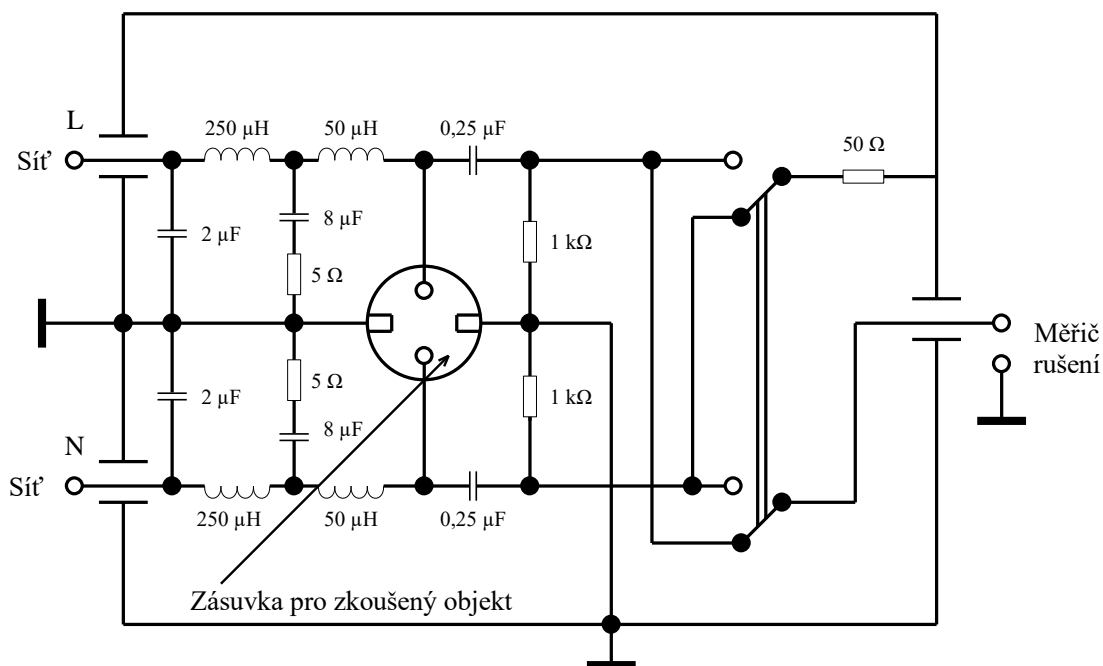 L
Síť
250 µH
50 µH
0,25 µF
50 Ω
2 µF
8 µF
5 Ω
1 kΩ
Měřič
rušení
2 µF
5 Ω
8 µF
1 kΩ
N
Síť
250 µH
50 µH
0,25 µF
Zásuvka pro zkoušený objekt